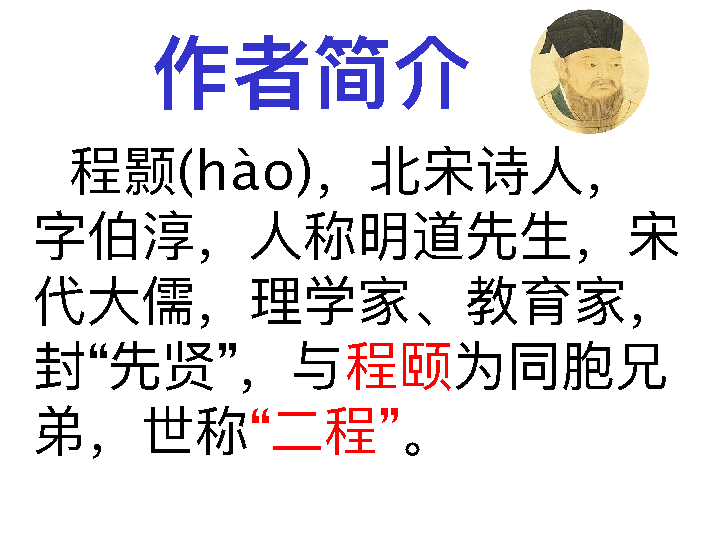 作者简介
程颢(hào)，北宋诗人，
字伯淳，人称明道先生，宋
代大儒，理学家、教育家，
封“先贤”，与程颐为同胞兄
弟，世称“二程”。